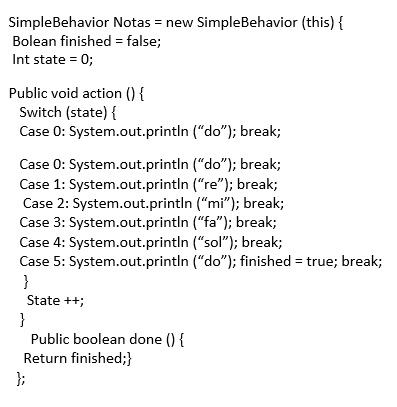 SimpleBehavior Notas = new SimpleBehavior (this) {
Bolean finished = false;
Int state = 0;
Public void action () {
Switch (state) {
Case 0: System.out.println (“do”); break;
Case 0: System.out.println (“do”); break;
Case 1: System.out.println (“re”); break;
Case 2: System.out.println (“mi”); break;
Case 3: System.out.println (“fa”); break;
Case 4: System.out.println (“sol”); break;
Case 5: System.out.println (“do”); finished = true; break;
}
State ++;
}
Public boolean done () {
Return finished;}
};